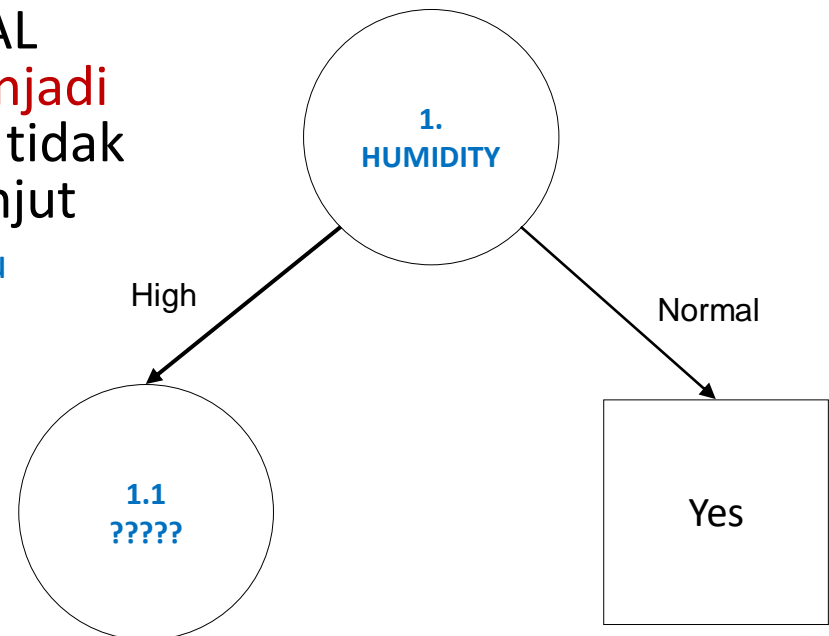 AL
njadi
tidak
njut
1.
HUMIDITY
High
Normal
1.1
?????
Yes